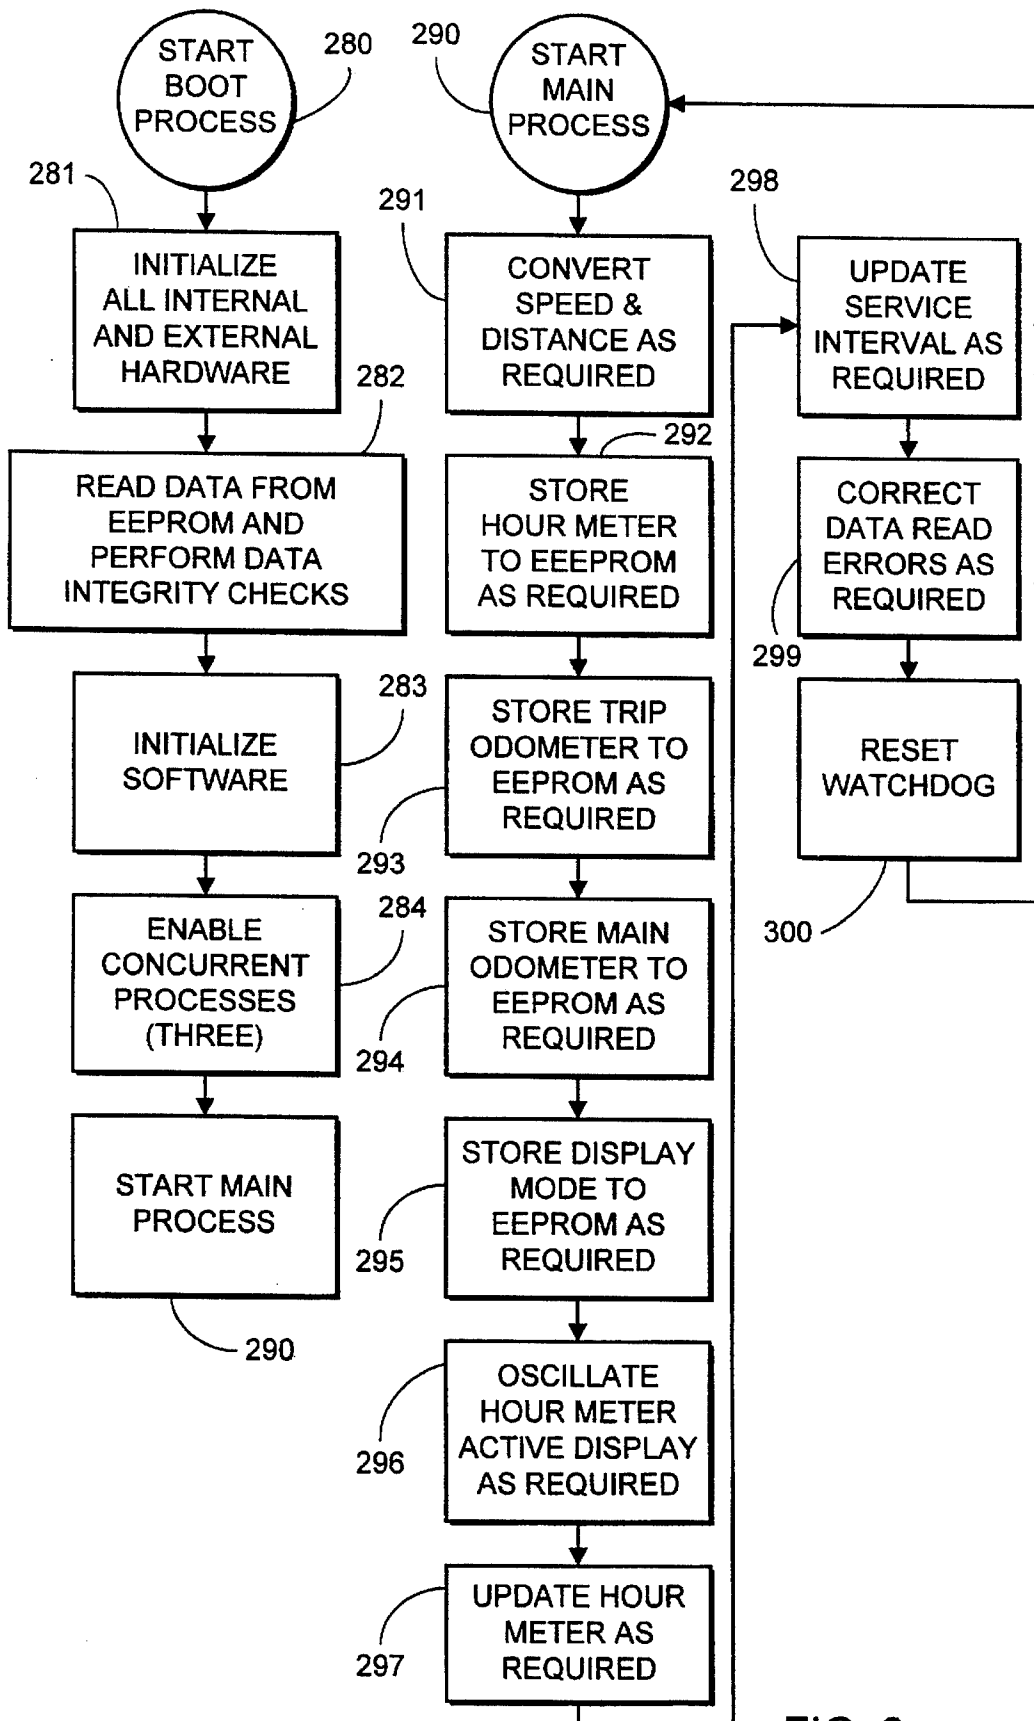 START
BOOT
PROCESS
280
281
INITIALIZE
ALL INTERNAL
AND EXTERNAL
HARDWARE
282
READ DATA FROM
EEPROM AND
PERFORM DATA
INTEGRITY CHECKS
INITIALIZE
SOFTWARE
283
ENABLE
CONCURRENT
PROCESSES
(THREE)
284
START MAIN
PROCESS
290
290
START
MAIN
PROCESS
291
CONVERT
SPEED &
DISTANCE AS
REQUIRED
292
STORE
HOUR METER
TO EEEPROM
AS REQUIRED
STORE TRIP
ODOMETER TO
EEPROM AS
REQUIRED
293
STORE MAIN
ODOMETER TO
EEPROM AS
REQUIRED
294
STORE DISPLAY
MODE TO
EEPROM AS
REQUIRED
295
OSCILLATE
HOUR METER
ACTIVE DISPLAY
AS REQUIRED
296
UPDATE HOUR
METER AS
REQUIRED
297
298
UPDATE
SERVICE
INTERVAL AS
REQUIRED
CORRECT
DATA READ
ERRORS AS
REQUIRED
299
RESET
WATCHDOG
300